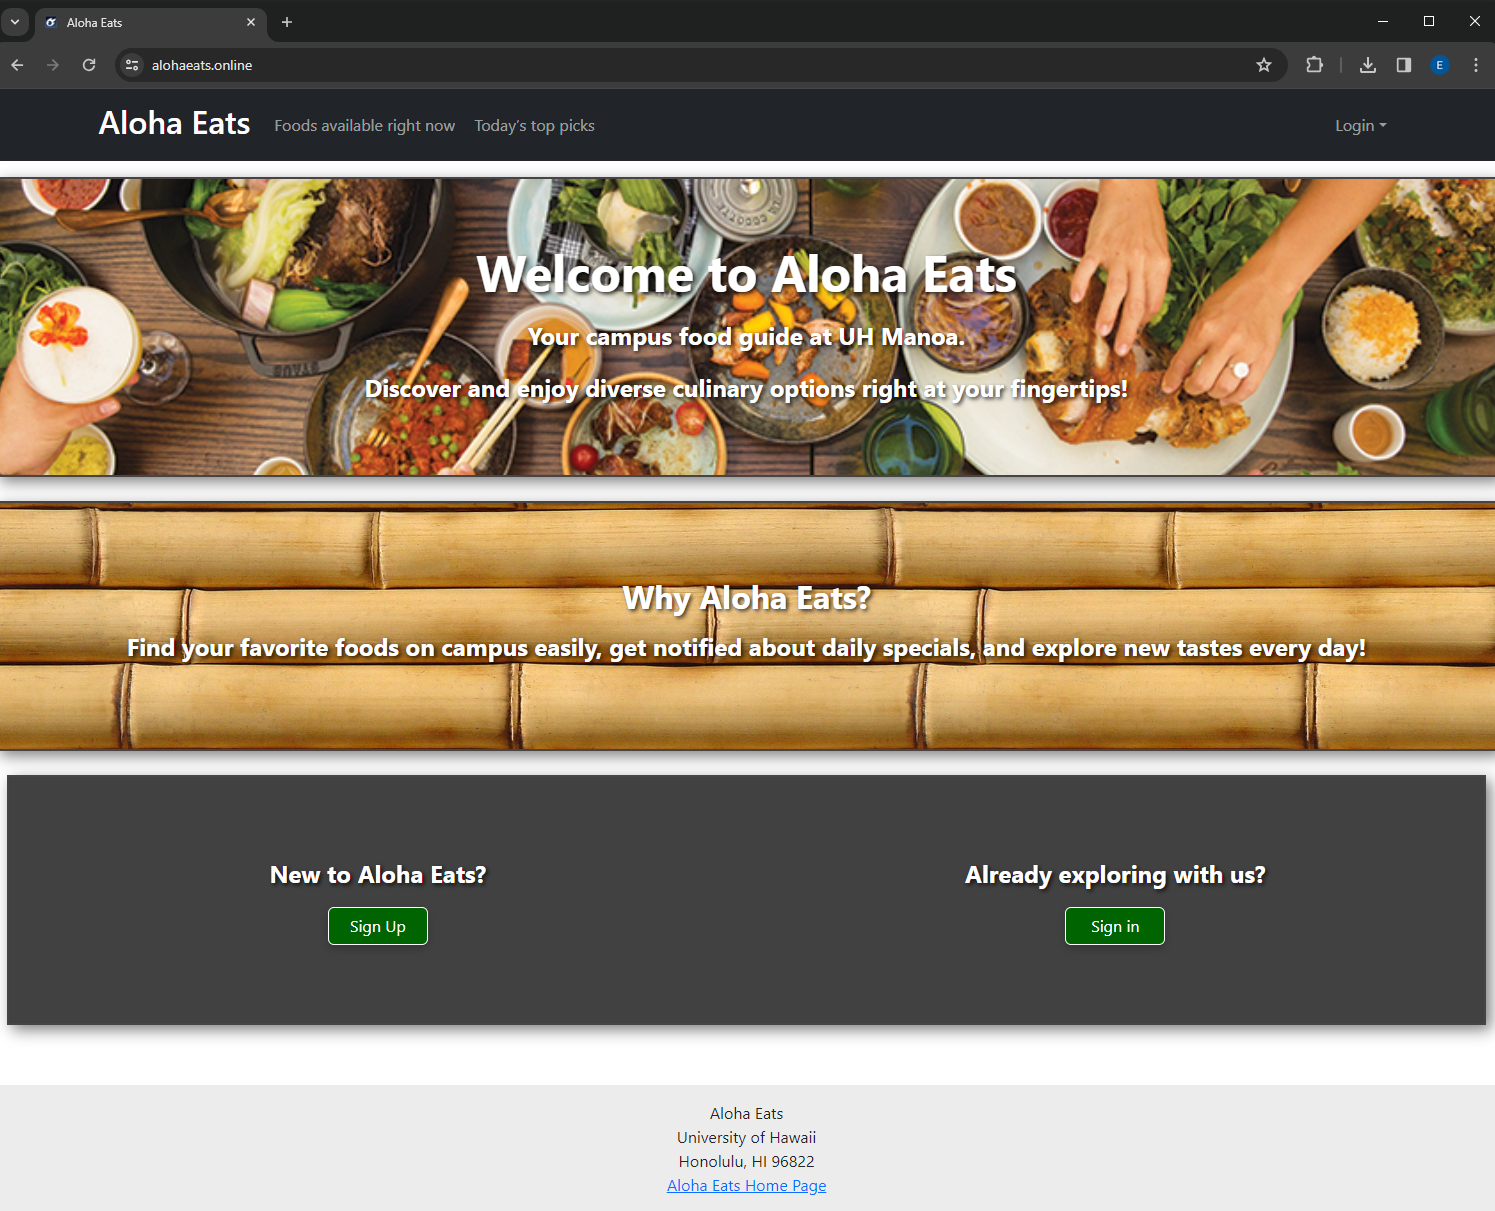 Aloha Eats
alohaeats.online
E
Aloha Eats
Foods available right now
Today's top picks
Login
Welcome to Aloha Eats
Your campus food guide at UH Manoa.
Discover and enjoy diverse culinary options right at your fingertips!
Why Aloha Eats?
Find your favorite foods on campus easily, get notified about daily specials, and explore new tastes every day!
New to Aloha Eats?
Already exploring with us?
Sign Up
Sign in
Aloha Eats
University of Hawaii
Honolulu, HI 96822
Aloha Eats Home Page